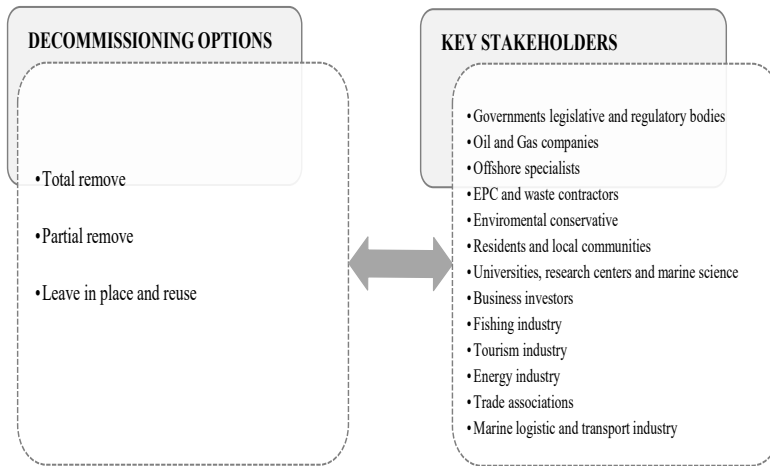 DECOMMISSIONING OPTIONS
•Total remove
•Partial remove
•Leave in place and reuse
KEY STAKEHOLDERS
•Governments legislative and regulatory bodies
•Oil and Gas companies
•Offshore specialists
•EPC and waste contractors
•Enviromental conservative
•Residents and local communities
•Universities, research centers and marine science
•Business investors
•Fishing industry
•Tourism industry
•Energy industry
•Trade associations
•Marine logistic and transport industry